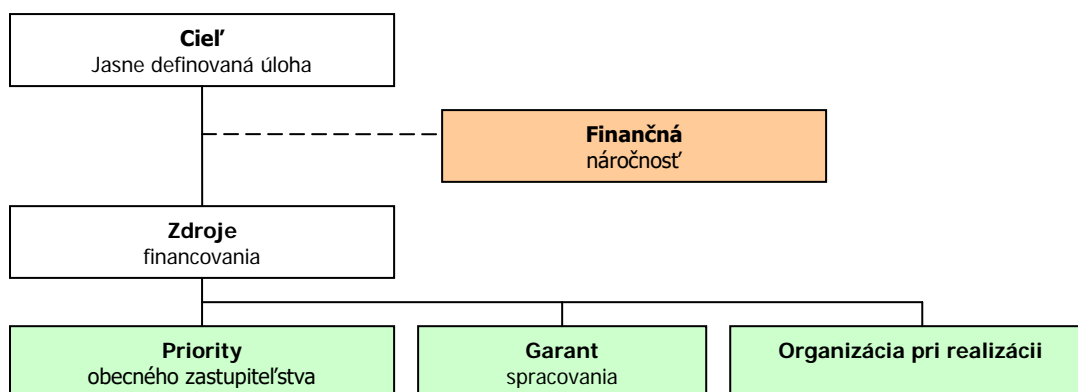 Cieľ
Jasne definovaná úloha
Finančná
náročnosť
Zdroje
financovania
Priority
obecného zastupiteľstva
Garant
spracovania
Organizácia pri realizácii